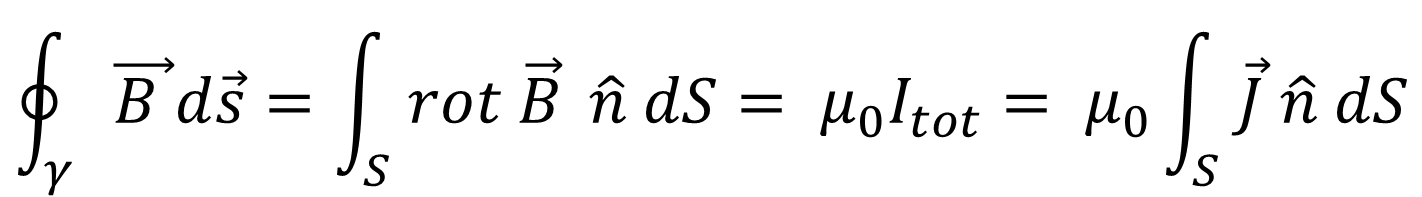 ∮_γ B⃗ ds⃗ = ∫_S rot B⃗ n̂ dS = μ₀I_tot = μ₀ ∫_S J⃗ n̂ dS